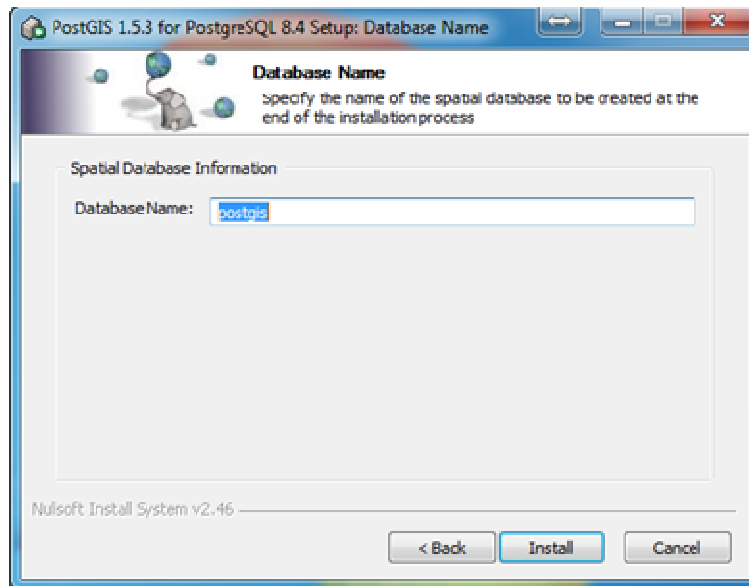 PostGIS 1.5.3 for PostgreSQL 8.4 Setup: Database Name
Database Name
Specify the name of the spatial database to be created at the
end of the installation process
Spatial Database Information
Database Name:
postgis
Nullsoft Install System v2.46
< Back
Install
Cancel